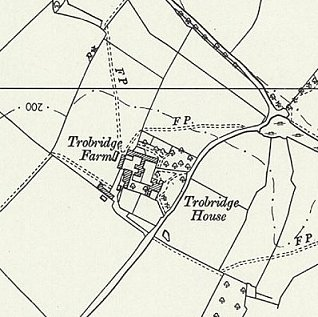 F P
200
F P
Trobridge
Farm
Trobridge
House
F P